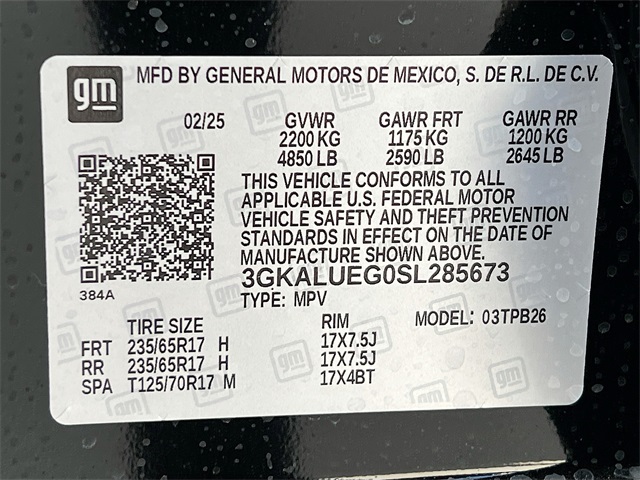 gm MFD BY GENERAL MOTORS DE MEXICO, S. DE R.L. DE C.V.
02/25 GVWR GAWR FRT GAWR RR
2200 KG 1175 KG 1200 KG
4850 LB 2590 LB 2645 LB
THIS VEHICLE CONFORMS TO ALL
APPLICABLE U.S. FEDERAL MOTOR
VEHICLE SAFETY AND THEFT PREVENTION
STANDARDS IN EFFECT ON THE DATE OF
MANUFACTURE SHOWN ABOVE.
3GKALUEG0SL285673
384A
TYPE: MPV
TIRE SIZE RIM MODEL: 03TPB26
FRT 235/65R17 H 17X7.5J
RR 235/65R17 H 17X7.5J
SPA T125/70R17 M 17X4BT